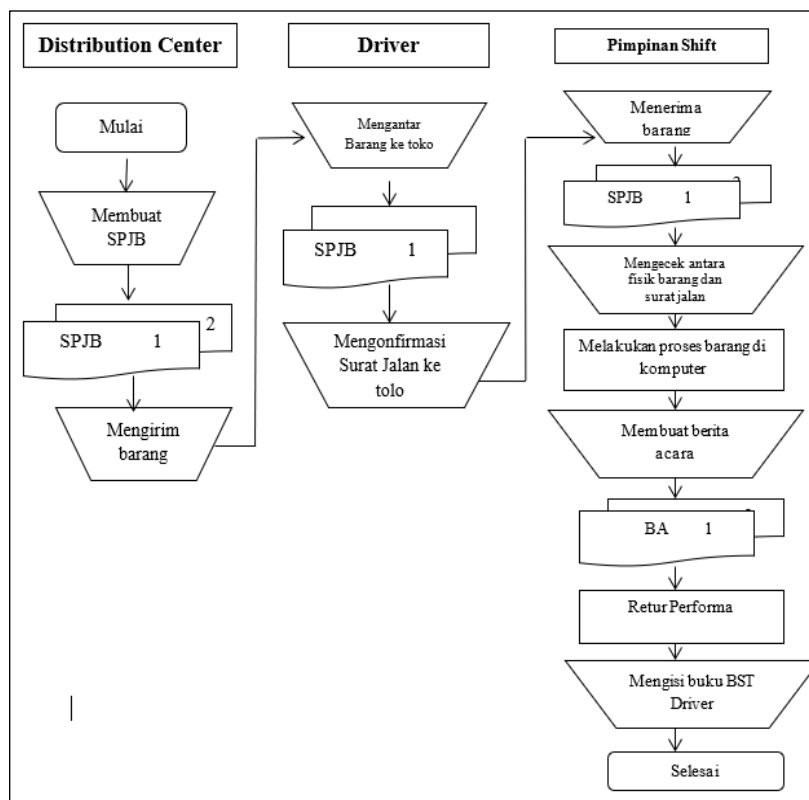 Distribution Center
Mulai
Membuat
SPJB
2
SPJB 1
Mengirim
barang
Driver
Mengantar
Barang ke toko
SPJB 1
Mengonfirmasi
Surat Jalan ke
tolo
Pimpinan Shift
Menerima
barang
SPJB 1
Mengecek antara
fisik barang dan
surat jalan
Melakukan proses barang di
komputer
Membuat berita
acara
BA 1
Retur Performa
Mengisi buku BST
Driver
Selesai